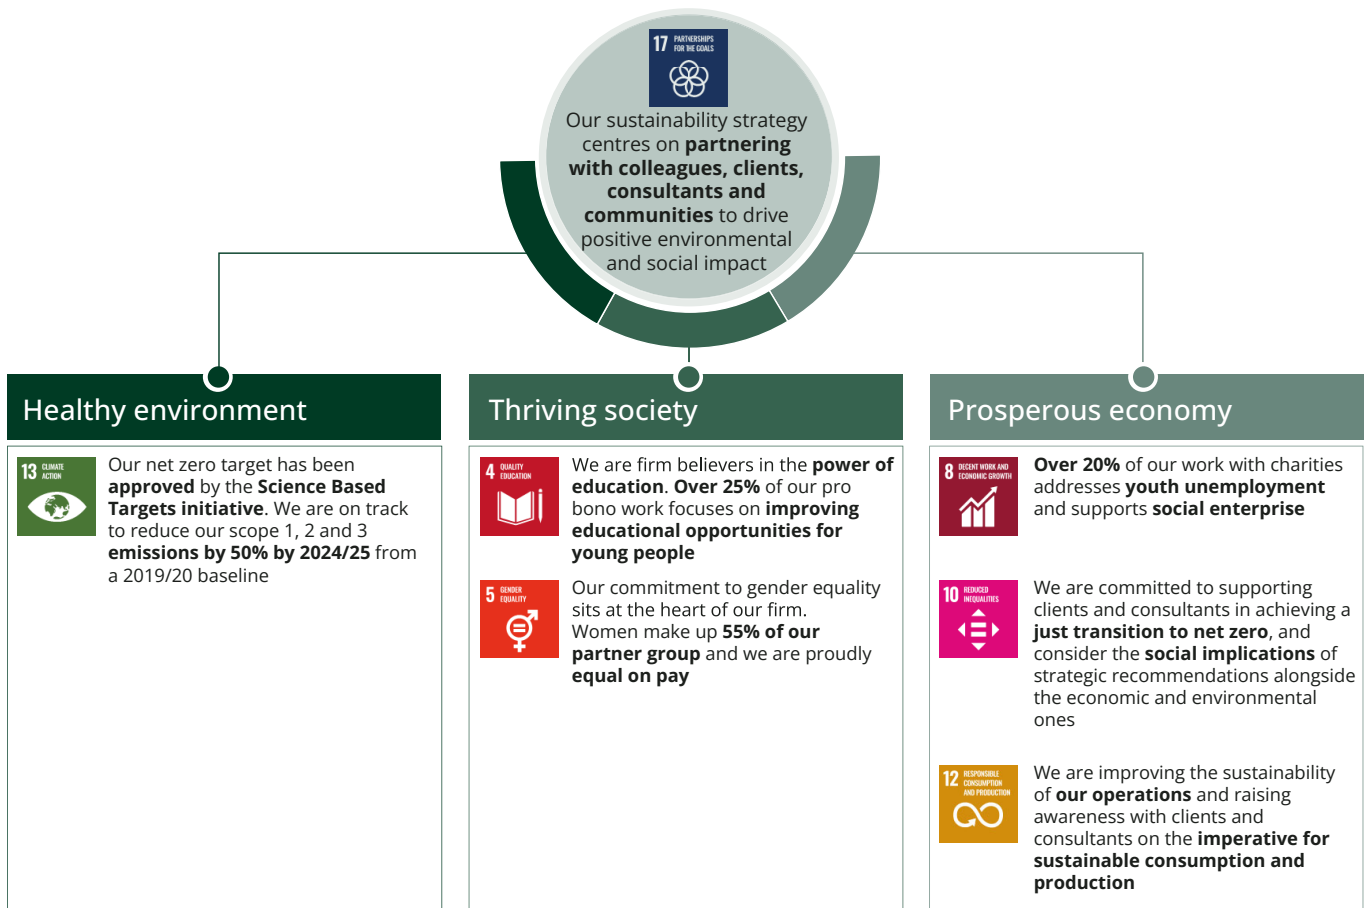 17 PARTNERSHIPS
FOR THE GOALS
Our sustainability strategy
centres on partnering
with colleagues, clients,
consultants and
communities to drive
positive environmental
and social impact
Healthy environment
13 CLIMATE
ACTION
Our net zero target has been
approved by the Science Based
Targets initiative. We are on track
to reduce our scope 1, 2 and 3
emissions by 50% by 2024/25 from
a 2019/20 baseline
Thriving society
4 QUALITY
EDUCATION
We are firm believers in the power of
education. Over 25% of our pro
bono work focuses on improving
educational opportunities for
young people
5 GENDER
EQUALITY
Our commitment to gender equality
sits at the heart of our firm.
Women make up 55% of our
partner group and we are proudly
equal on pay
Prosperous economy
8 DECENT WORK AND
ECONOMIC GROWTH
Over 20% of our work with charities
addresses youth unemployment
and supports social enterprise
10 REDUCED
INEQUALITIES
We are committed to supporting
clients and consultants in achieving a
just transition to net zero, and
consider the social implications of
strategic recommendations alongside
the economic and environmental
ones
12 RESPONSIBLE
CONSUMPTION
AND PRODUCTION
We are improving the sustainability
of our operations and raising
awareness with clients and
consultants on the imperative for
sustainable consumption and
production